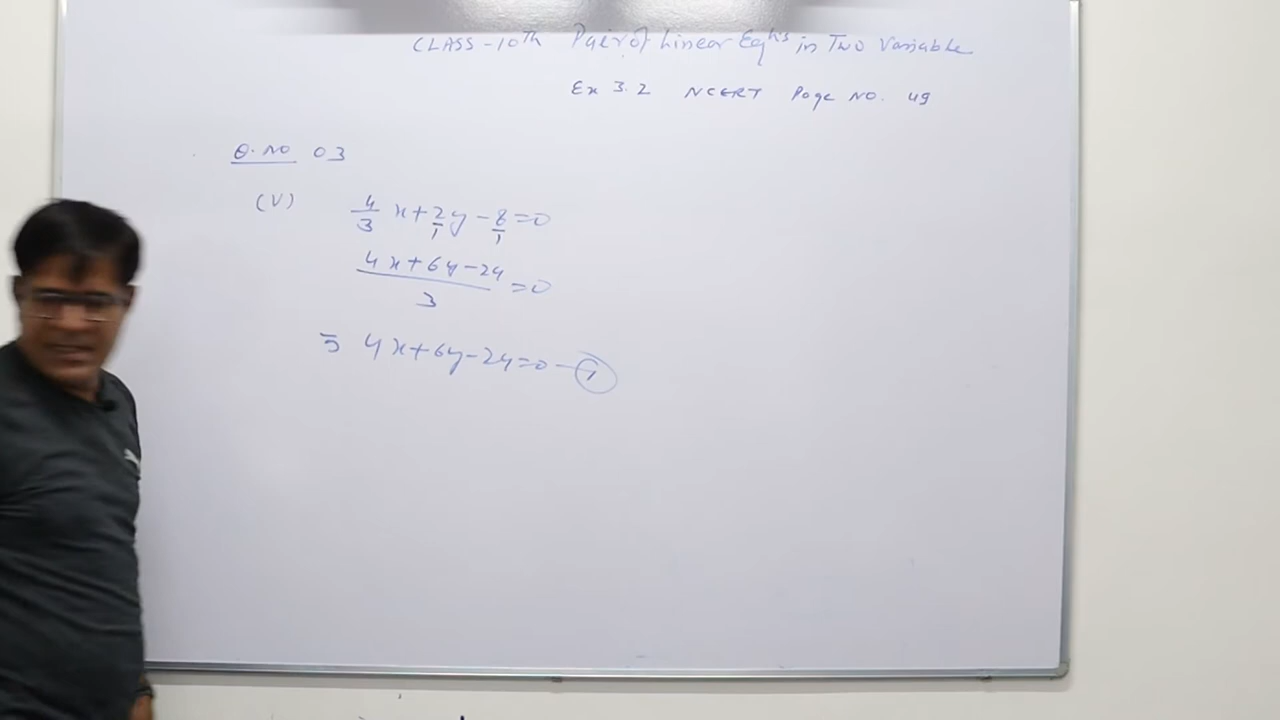 CLASS-10th Pair of Linear Eqns in Two Variable
Ex 3.2 NCERT Page NO. 49
Q.NO 03
(V) 4/3 x + 2/1 y - 8/1 = 0
(4x + 6y - 24)/3 = 0
⇒ 4x + 6y - 24 = 0 - (1)